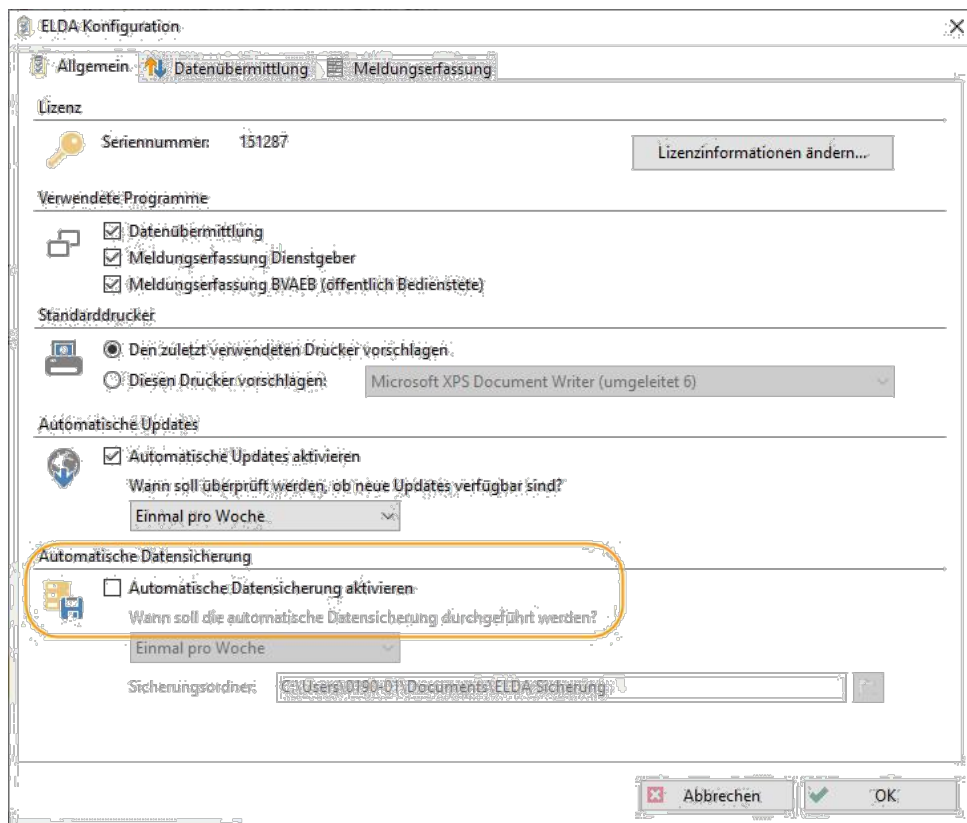 ELDA Konfiguration
Allgemein Datenübermittlung Meldungserfassung
Lizenz
Seriennummer: 151287
Lizenzinformationen ändern...
Verwendete Programme
Datenübermittlung
Meldungserfassung Dienstgeber
Meldungserfassung BVAEB (öffentlich Bedienstete)
Standarddrucker
Den zuletzt verwendeten Drucker vorschlagen
Diesen Drucker vorschlagen: Microsoft XPS Document Writer (umgeleitet 6)
Automatische Updates
Automatische Updates aktivieren
Wann soll überprüft werden, ob neue Updates verfügbar sind?
Einmal pro Woche
Automatische Datensicherung
Automatische Datensicherung aktivieren
Wann soll die automatische Datensicherung durchgeführt werden?
Einmal pro Woche
Sicherungsordner: C:\Users\0190-01\Documents\ELDA Sicherung
Abbrechen OK